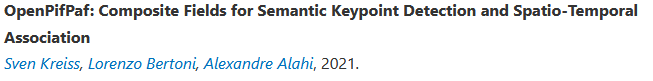 OpenPifPaf: Composite Fields for Semantic Keypoint Detection and Spatio-Temporal
Association
Sven Kreiss, Lorenzo Bertoni, Alexandre Alahi, 2021.